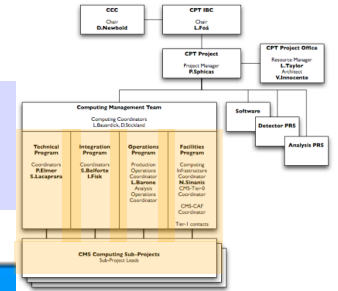 CCC
Chair
D.Newbold
CPT IBC
Chair
L.Foà
CPT Project
Project Manager
P.Sphicas
CPT Project Office
Resource Manager
L.Taylor
Architect
V.Innocente
Computing Management Team
Computing Coordinators
L.Bauerdick, D.Stickland
Software
Detector PRS
Analysis PRS
Technical
Program
Coordinators
P.Elmer
S.Lacaprara
Integration
Program
Coordinators
S.Belforte
I.Fisk
Operations
Program
Production
Operations
Coordinator
L.Barone
Analysis
Operations
Coordinator
Facilities
Program
Computing
Infrastructure
Coordinator
N.Sinanis
CMS-Tier-0
Coordinator
CMS-CAF
Coordinator
Tier-1 contacts
CMS Computing Sub-Projects
Sub-Project Leads